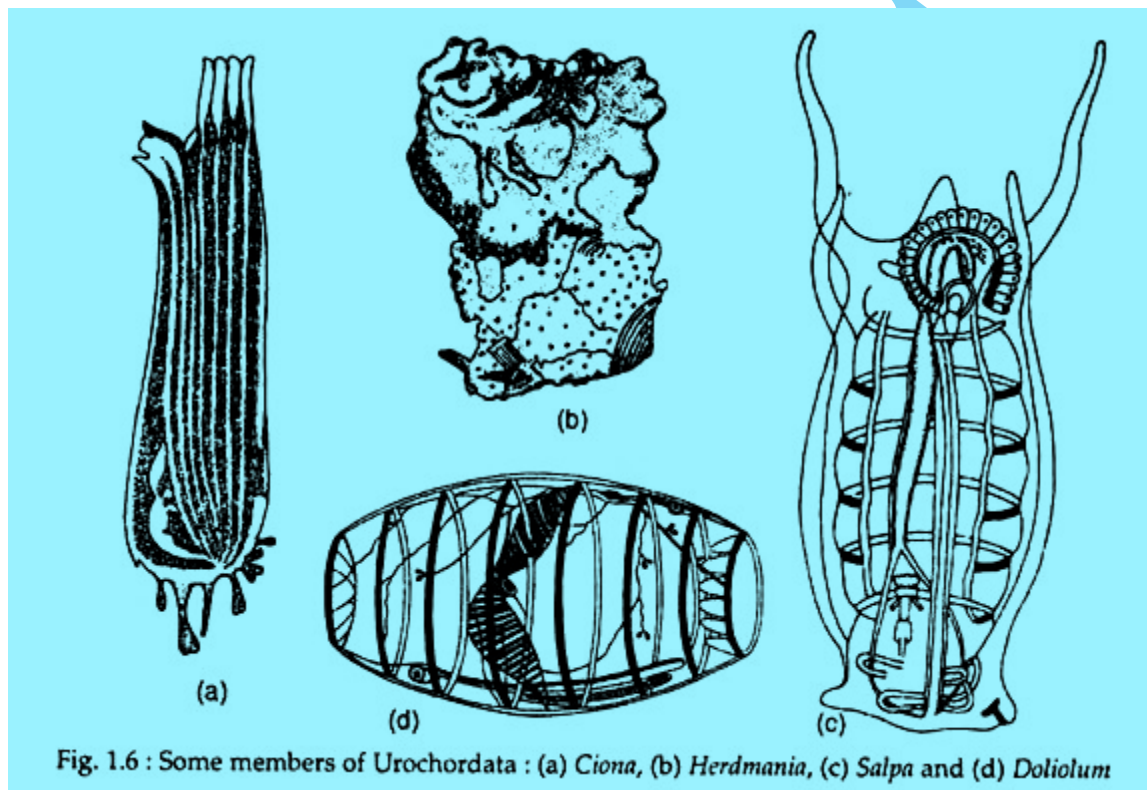 (a)
(b)
(c)
(d)
Fig. 1.6 : Some members of Urochordata : (a) Ciona, (b) Herdmania, (c) Salpa and (d) Doliolum